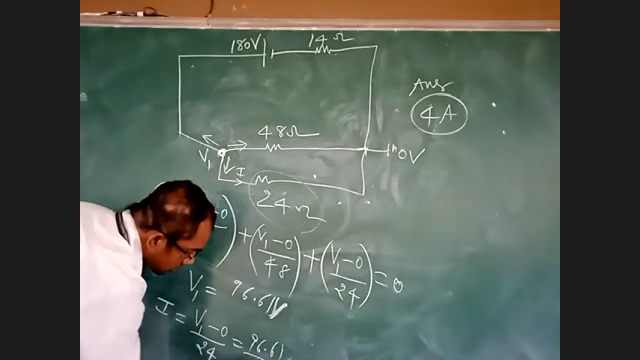 180V 14Ω
Ans
4A
48Ω
V₁ 0V
I
24Ω
-0) + (V₁-0/48) + (V₁-0/24) = 0
V₁ = 96.61V
I = V₁-0/24 = 96.61